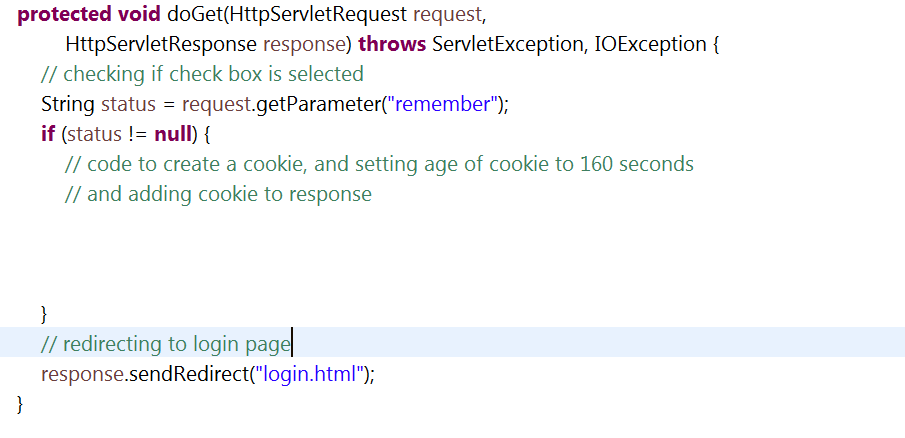 protected void doGet(HttpServletRequest request,
HttpServletResponse response) throws ServletException, IOException {
// checking if check box is selected
String status = request.getParameter("remember");
if (status != null) {
// code to create a cookie, and setting age of cookie to 160 seconds
// and adding cookie to response
}
// redirecting to login page
response.sendRedirect("login.html");
}